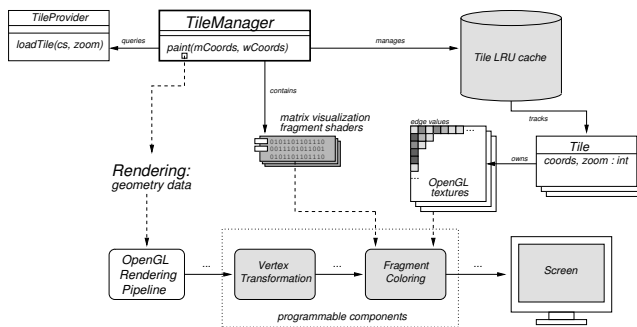 TileProvider
loadTile(cs, zoom)
queries
TileManager
paint(mCoords, wCoords)
manages
Tile LRU cache
contains
tracks
matrix visualization
fragment shaders
0101101101110
0011101011001
0101101101110
edge values
...
...
OpenGL
textures
owns
Tile
coords, zoom : int
Rendering:
geometry data
OpenGL
Rendering
Pipeline
...
Vertex
Transformation
...
Fragment
Coloring
...
Screen
programmable components